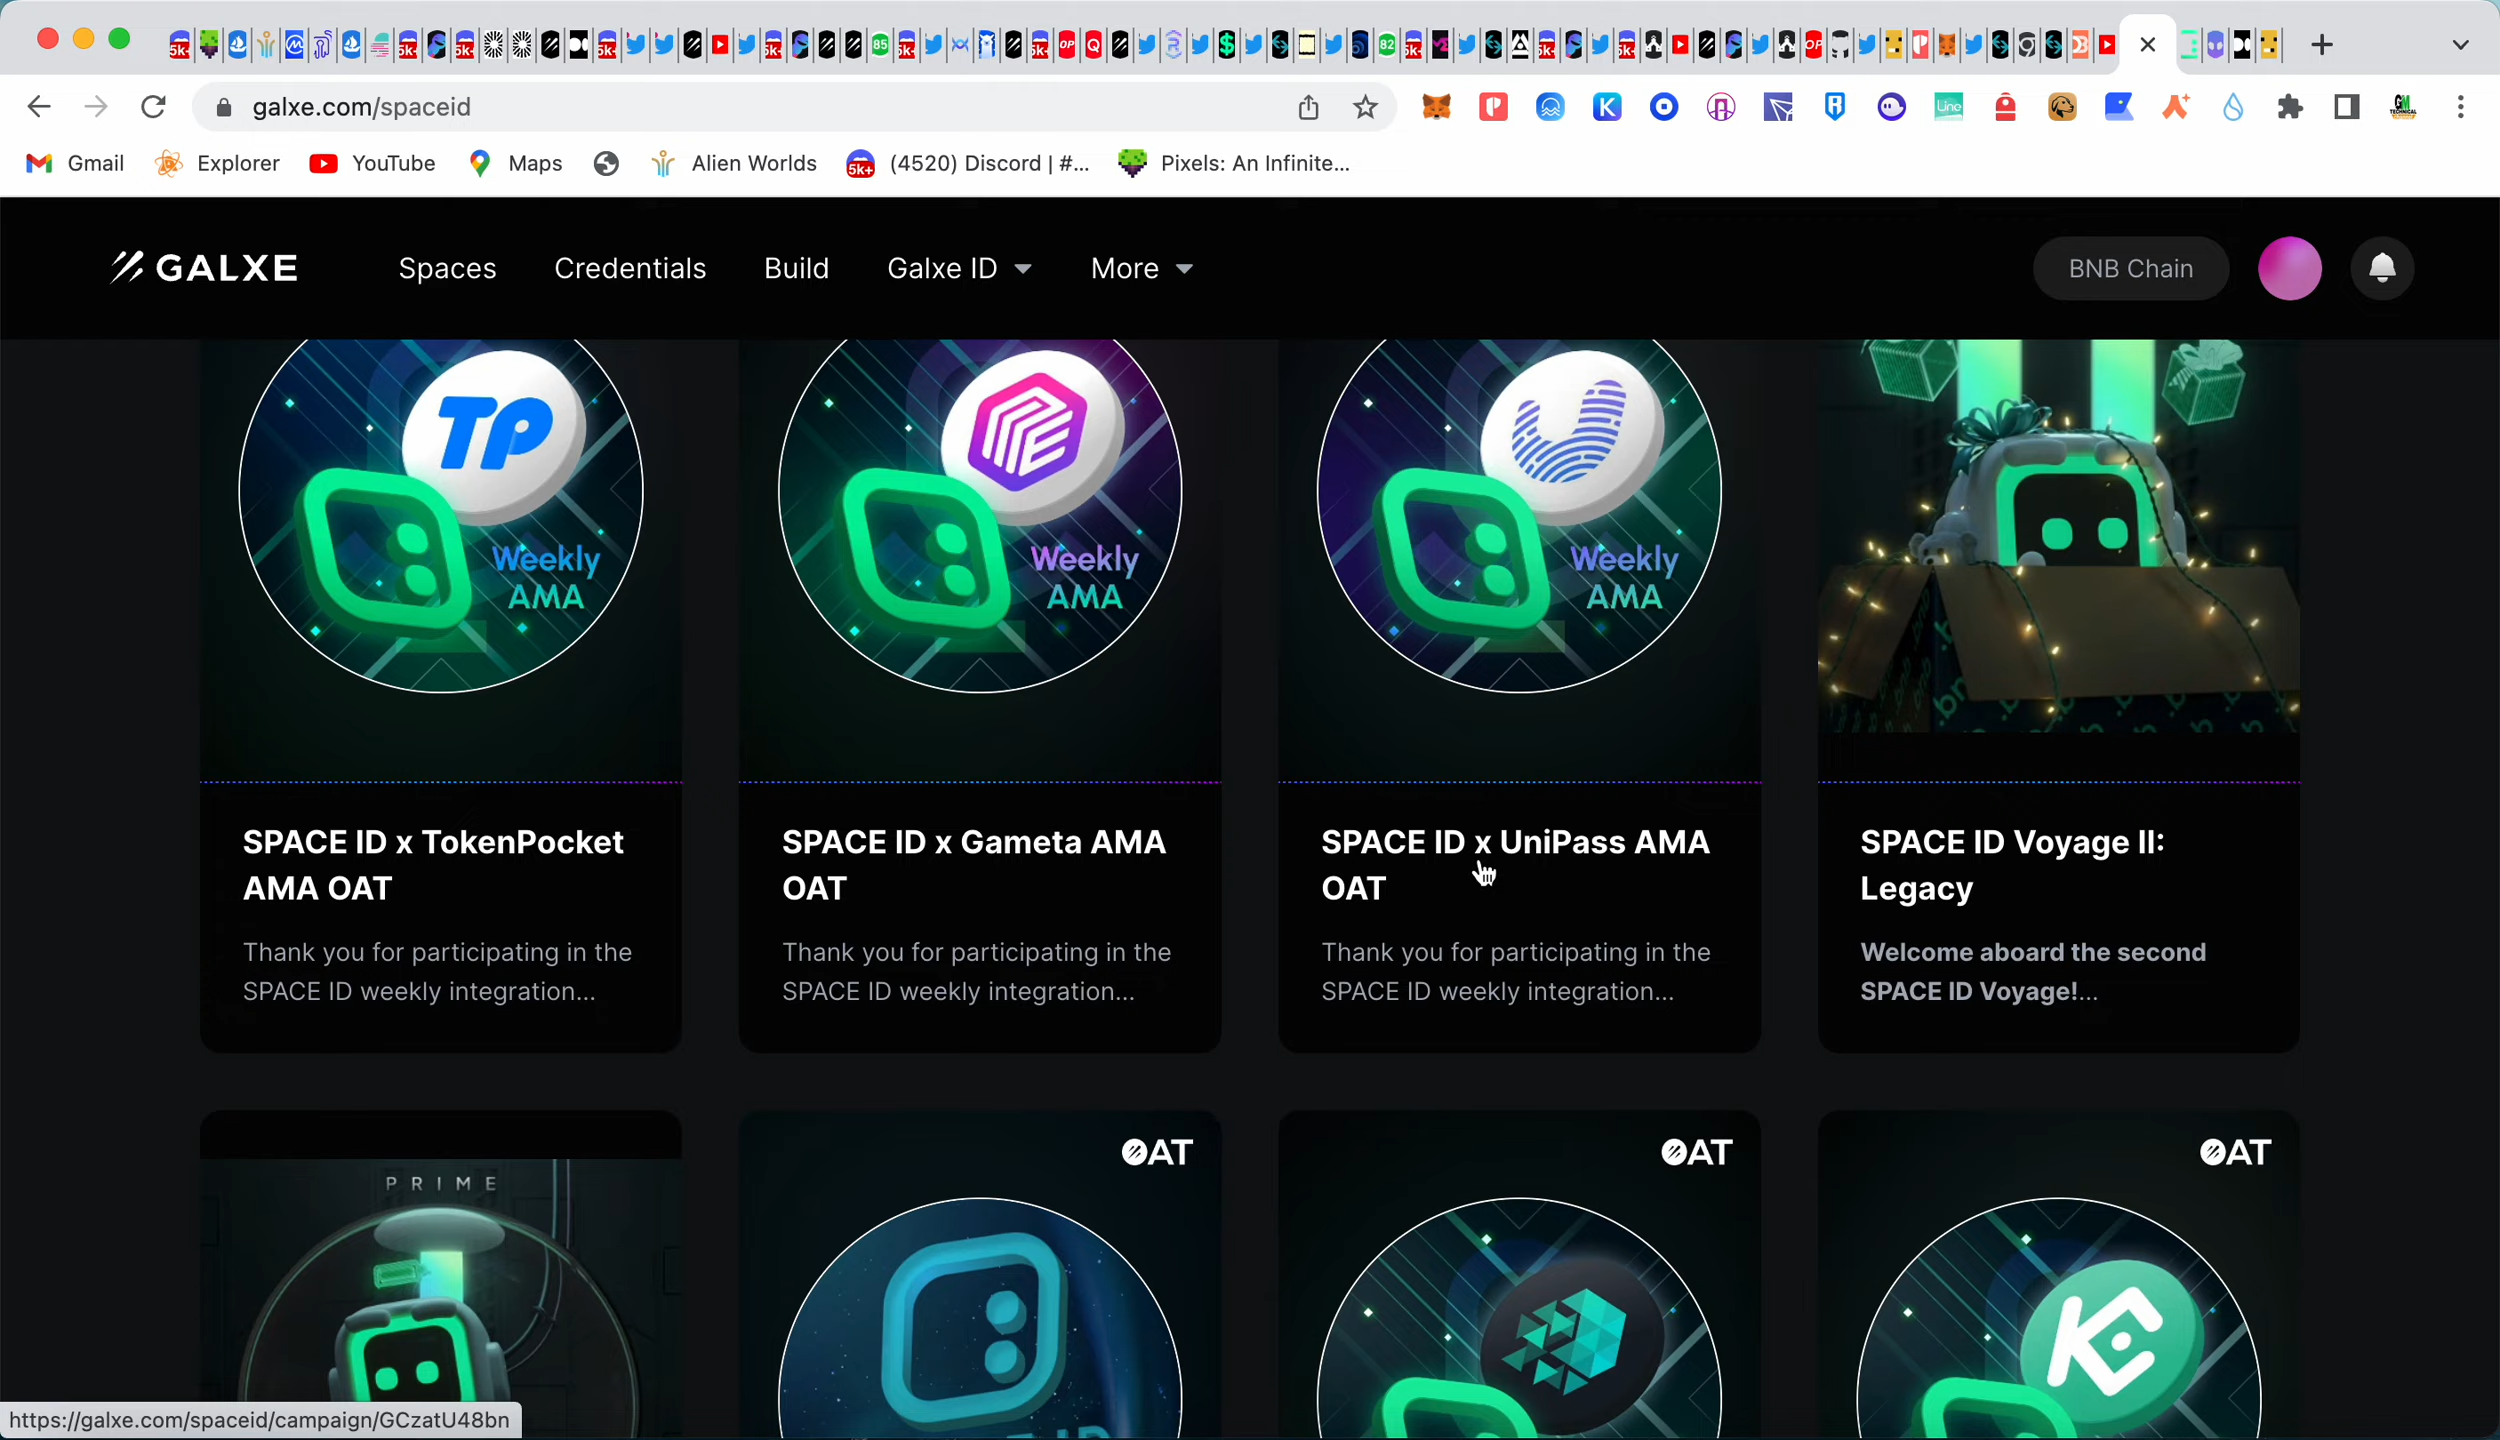 galxe.com/spaceid
Gmail
Explorer
YouTube
Maps
Alien Worlds
(4520) Discord | #...
Pixels: An Infinite...
GALXE
Spaces
Credentials
Build
Galxe ID
More
BNB Chain
TP
Weekly
AMA
Weekly
AMA
Weekly
AMA
SPACE ID x TokenPocket
AMA OAT
Thank you for participating in the
SPACE ID weekly integration...
SPACE ID x Gameta AMA
OAT
Thank you for participating in the
SPACE ID weekly integration...
SPACE ID x UniPass AMA
OAT
Thank you for participating in the
SPACE ID weekly integration...
SPACE ID Voyage II:
Legacy
Welcome aboard the second
SPACE ID Voyage!...
PRIME
OAT
OAT
OAT
https://galxe.com/spaceid/campaign/GCzatU48bn